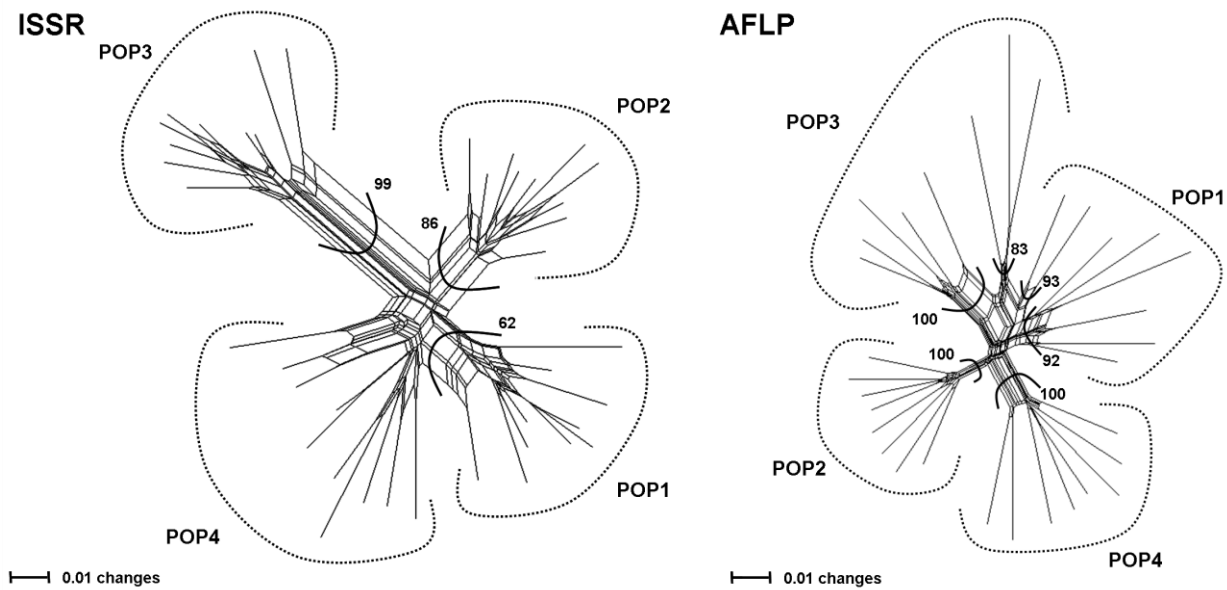 ISSR
POP3
POP2
99
86
62
POP1
POP4
0.01 changes
AFLP
POP3
POP1
83
93
100
92
100
100
POP2
POP4
0.01 changes